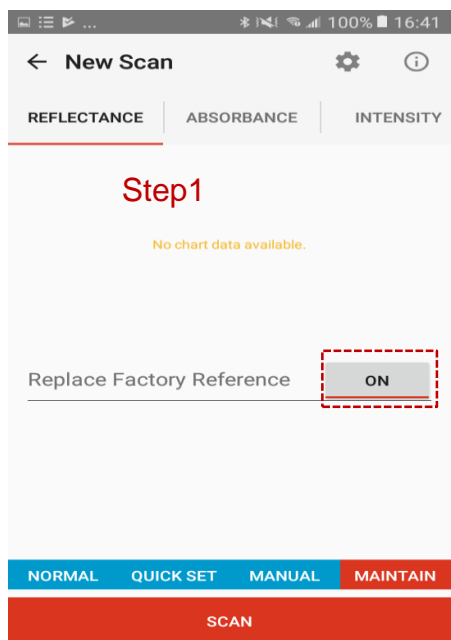 ... 100% 16:41
New Scan
REFLECTANCE ABSORBANCE INTENSITY
Step1
No chart data available.
Replace Factory Reference ON
NORMAL QUICK SET MANUAL MAINTAIN
SCAN